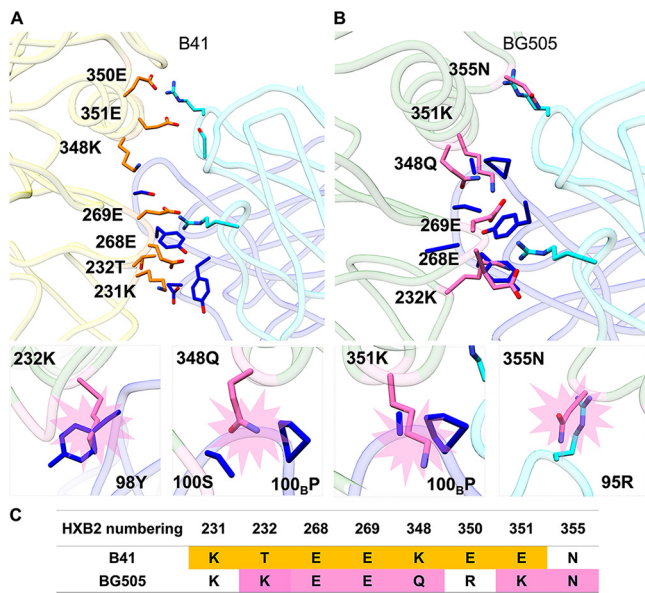 A
B41
350E
351E
348K
269E
268E
232T
231K
B
BG505
355N
351K
348Q
269E
268E
232K
232K
98Y
348Q
100S
100BP
351K
100BP
355N
95R
C
HXB2 numbering 231 232 268 269 348 350 351 355
B41 K T E E K E E N
BG505 K K E E Q R K N